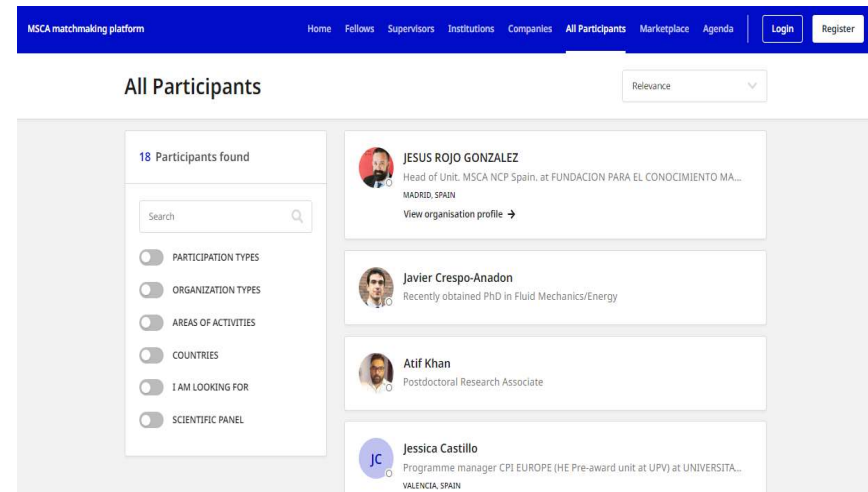 MSCA matchmaking platform
Home Fellows Supervisors Institutions Companies All Participants Marketplace Agenda Login Register
All Participants
Relevance
18 Participants found
Search
PARTICIPATION TYPES
ORGANIZATION TYPES
AREAS OF ACTIVITIES
COUNTRIES
I AM LOOKING FOR
SCIENTIFIC PANEL
JESUS ROJO GONZALEZ
Head of Unit. MSCA NCP Spain. at FUNDACION PARA EL CONOCIMIENTO MA...
MADRID, SPAIN
View organisation profile →
Javier Crespo-Anadon
Recently obtained PhD in Fluid Mechanics/Energy
Atif Khan
Postdoctoral Research Associate
JC
Jessica Castillo
Programme manager CPI EUROPE (HE Pre-award unit at UPV) at UNIVERSITA...
VALENCIA, SPAIN